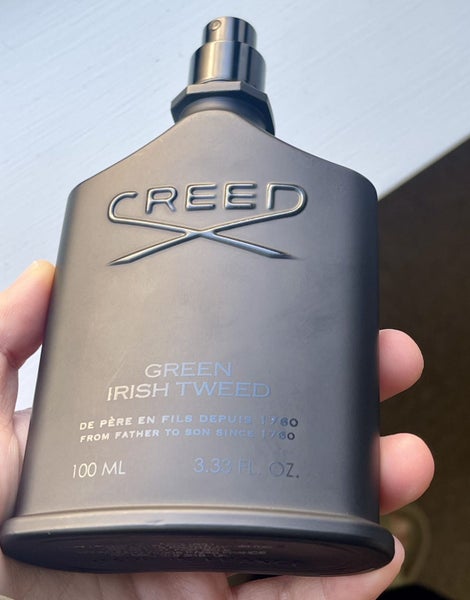 CREED
GREEN
IRISH TWEED
DE PÈRE EN FILS DEPUIS 1760
FROM FATHER TO SON SINCE 1760
100 ML 3.33 FL. OZ.